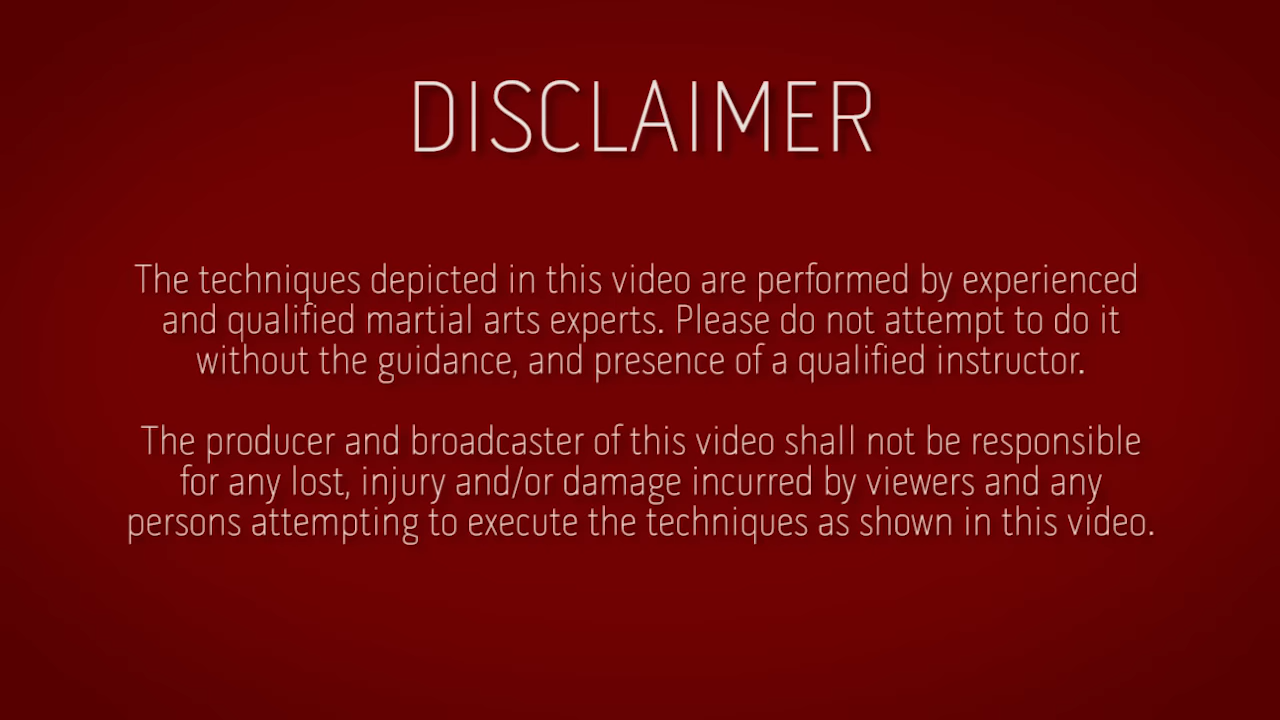 DISCLAIMER
The techniques depicted in this video are performed by experienced
and qualified martial arts experts. Please do not attempt to do it
without the guidance, and presence of a qualified instructor.
The producer and broadcaster of this video shall not be responsible
for any lost, injury and/or damage incurred by viewers and any
persons attempting to execute the techniques as shown in this video.